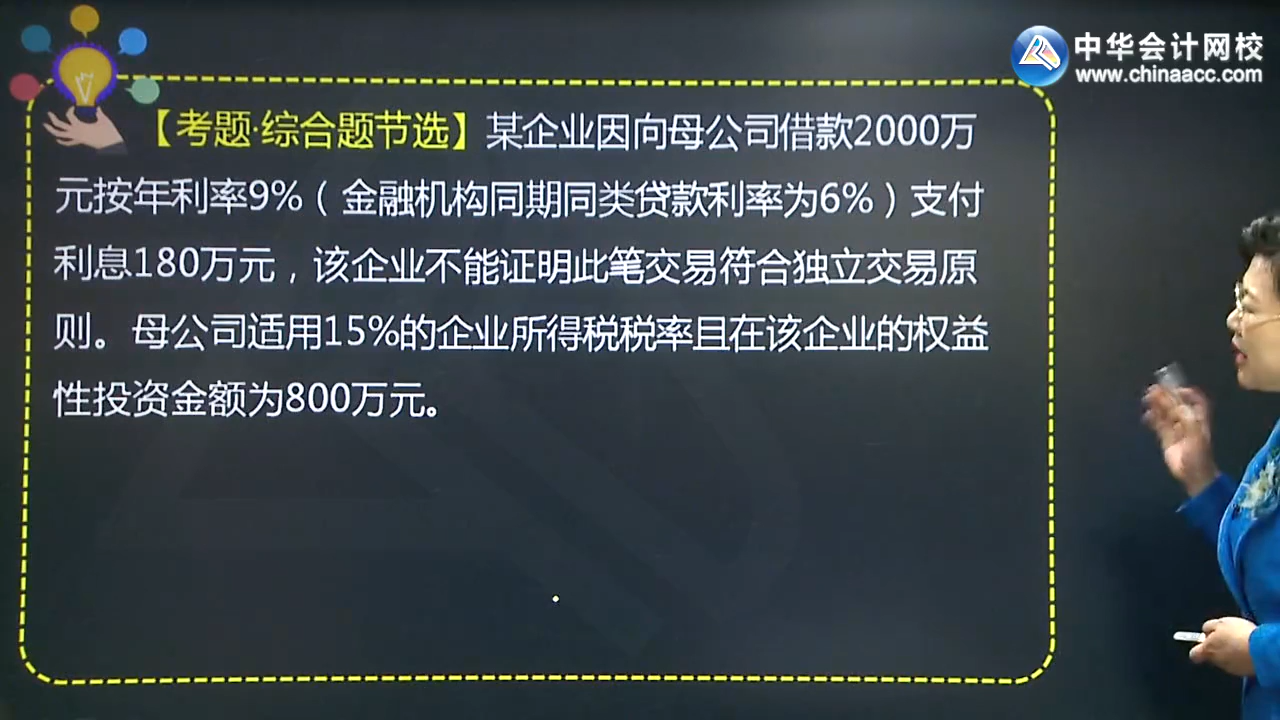 中华会计网校
www.chinaacc.com
【考题·综合题节选】某企业因向母公司借款2000万
元按年利率9%（金融机构同期同类贷款利率为6%）支付
利息180万元，该企业不能证明此笔交易符合独立交易原
则。母公司适用15%的企业所得税税率且在该企业的权益
性投资金额为800万元。